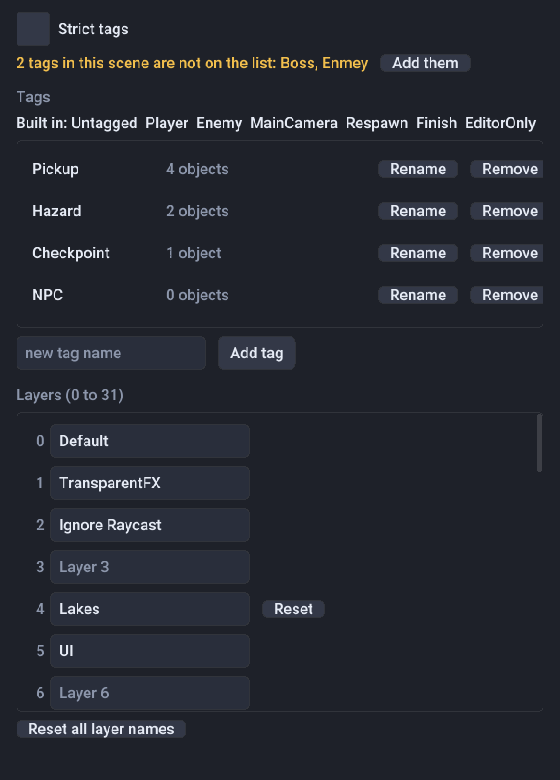 Strict tags
2 tags in this scene are not on the list: Boss, Enmey Add them
Tags
Built in: Untagged Player Enemy MainCamera Respawn Finish EditorOnly
Pickup 4 objects Rename Remove
Hazard 2 objects Rename Remove
Checkpoint 1 object Rename Remove
NPC 0 objects Rename Remove
new tag name Add tag
Layers (0 to 31)
0 Default
1 TransparentFX
2 Ignore Raycast
3 Layer 3
4 Lakes Reset
5 UI
6 Layer 6
Reset all layer names